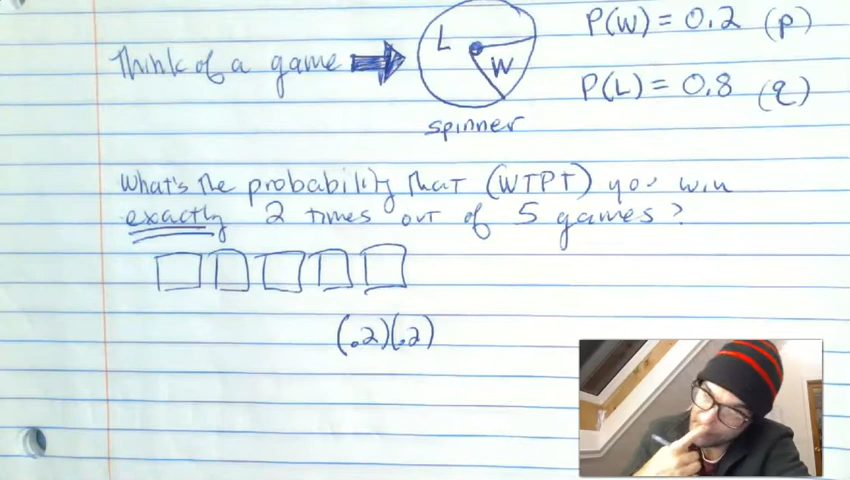 Think of a game
L
W
spinner
P(W) = 0.2 (p)
P(L) = 0.8 (q)
What's the probability that (WTPT) you win
exactly 2 times out of 5 games?
(.2)(.2)